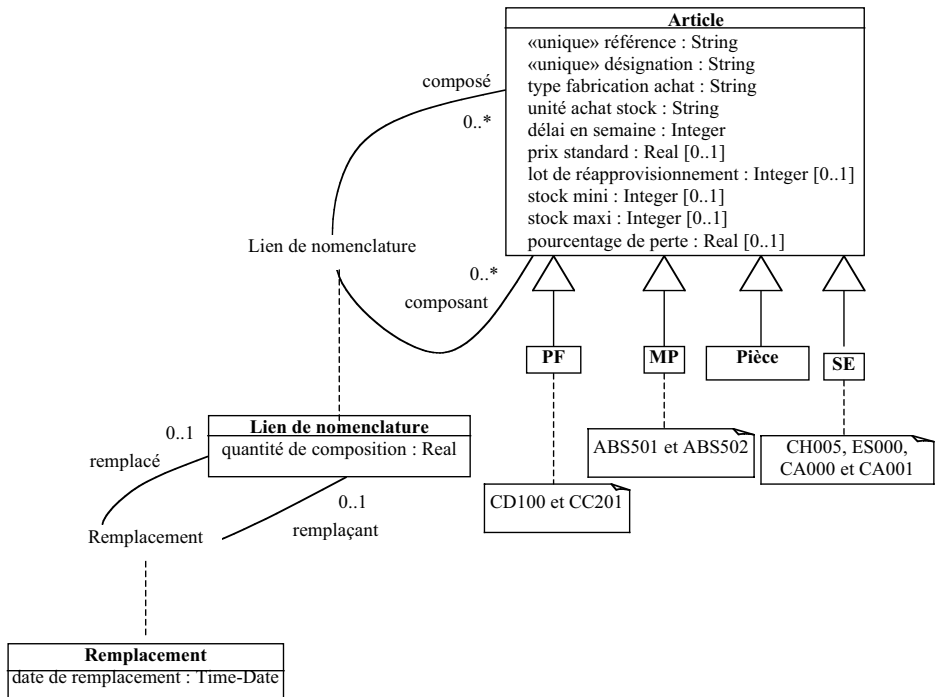 Article
«unique» référence : String
«unique» désignation : String
type fabrication achat : String
unité achat stock : String
délai en semaine : Integer
prix standard : Real [0..1]
lot de réapprovisionnement : Integer [0..1]
stock mini : Integer [0..1]
stock maxi : Integer [0..1]
pourcentage de perte : Real [0..1]
composé
0..*
Lien de nomenclature
0..*
composant
PF
MP
Pièce
SE
Lien de nomenclature
quantité de composition : Real
0..1
remplacé
0..1
remplaçant
Remplacement
ABS501 et ABS502
CH005, ES000,
CA000 et CA001
CD100 et CC201
Remplacement
date de remplacement : Time-Date